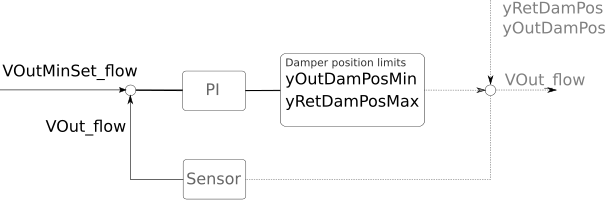 yRetDamPos
yOutDamPos
Damper position limits
VOutMinSet_flow
yOutDamPosMin
VOut_flow
PI
yRetDamPosMax
VOut_flow
Sensor